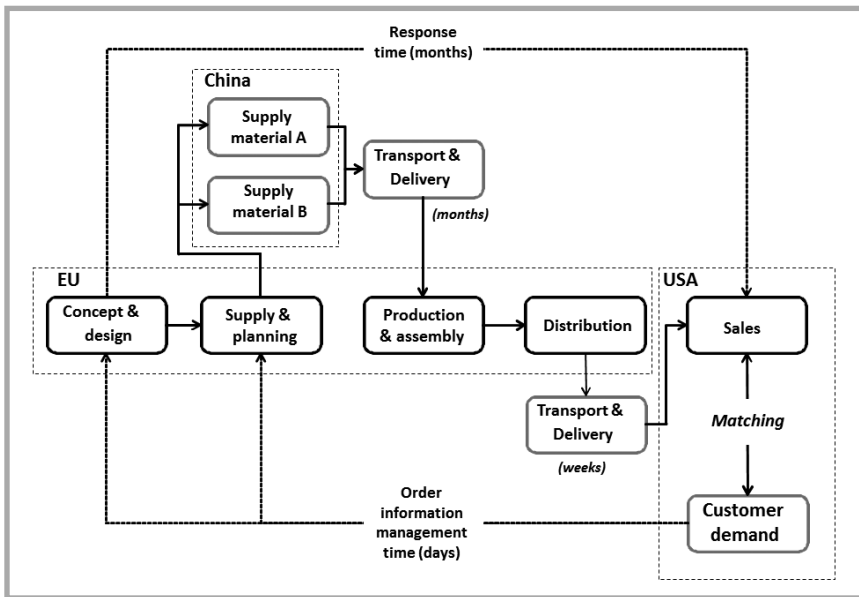 Response
time (months)
China
Supply
material A
Transport &
Delivery
Supply
material B
(months)
EU
USA
Concept &
design
Supply &
planning
Production
& assembly
Distribution
Sales
Transport &
Delivery
Matching
(weeks)
Order
information
management
time (days)
Customer
demand